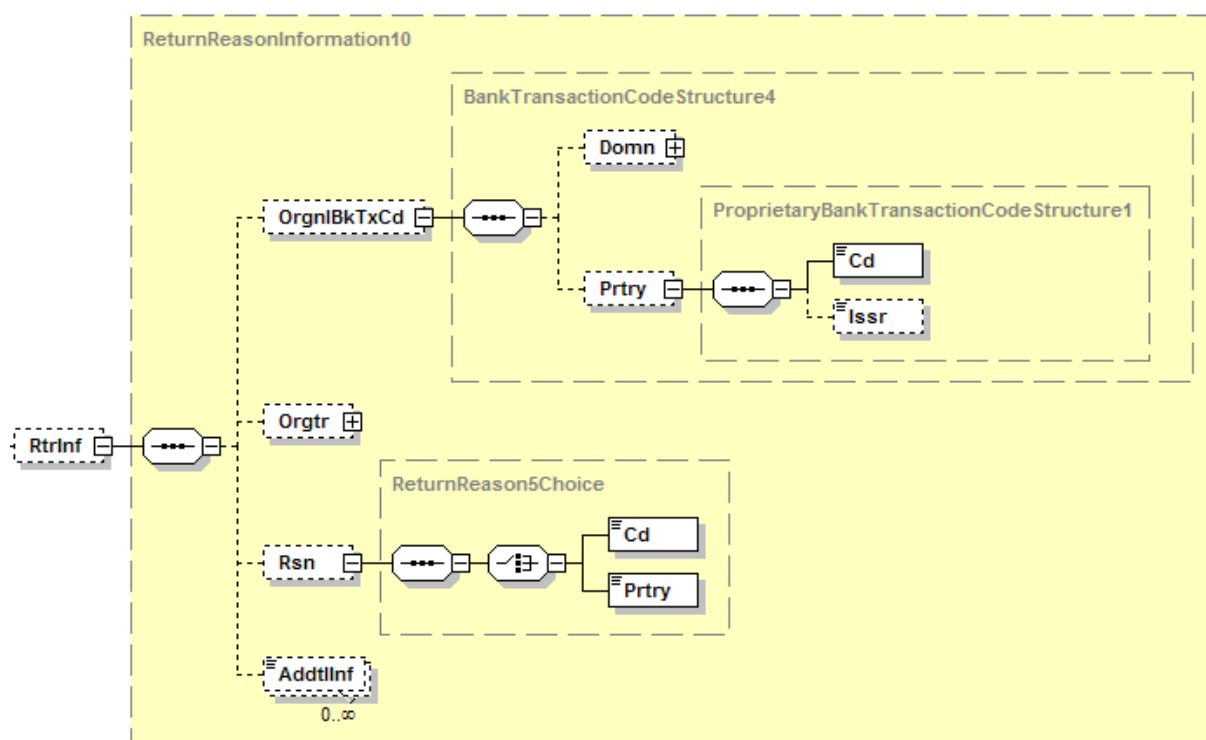 ReturnReasonInformation10
BankTransactionCodeStructure4
Domn
ProprietaryBankTransactionCodeStructure1
OrgnlBkTxCd
Cd
Prtry
Issr
Orgtr
RtrInf
ReturnReason5Choice
Cd
Rsn
Prtry
AddtlInf
0..∞